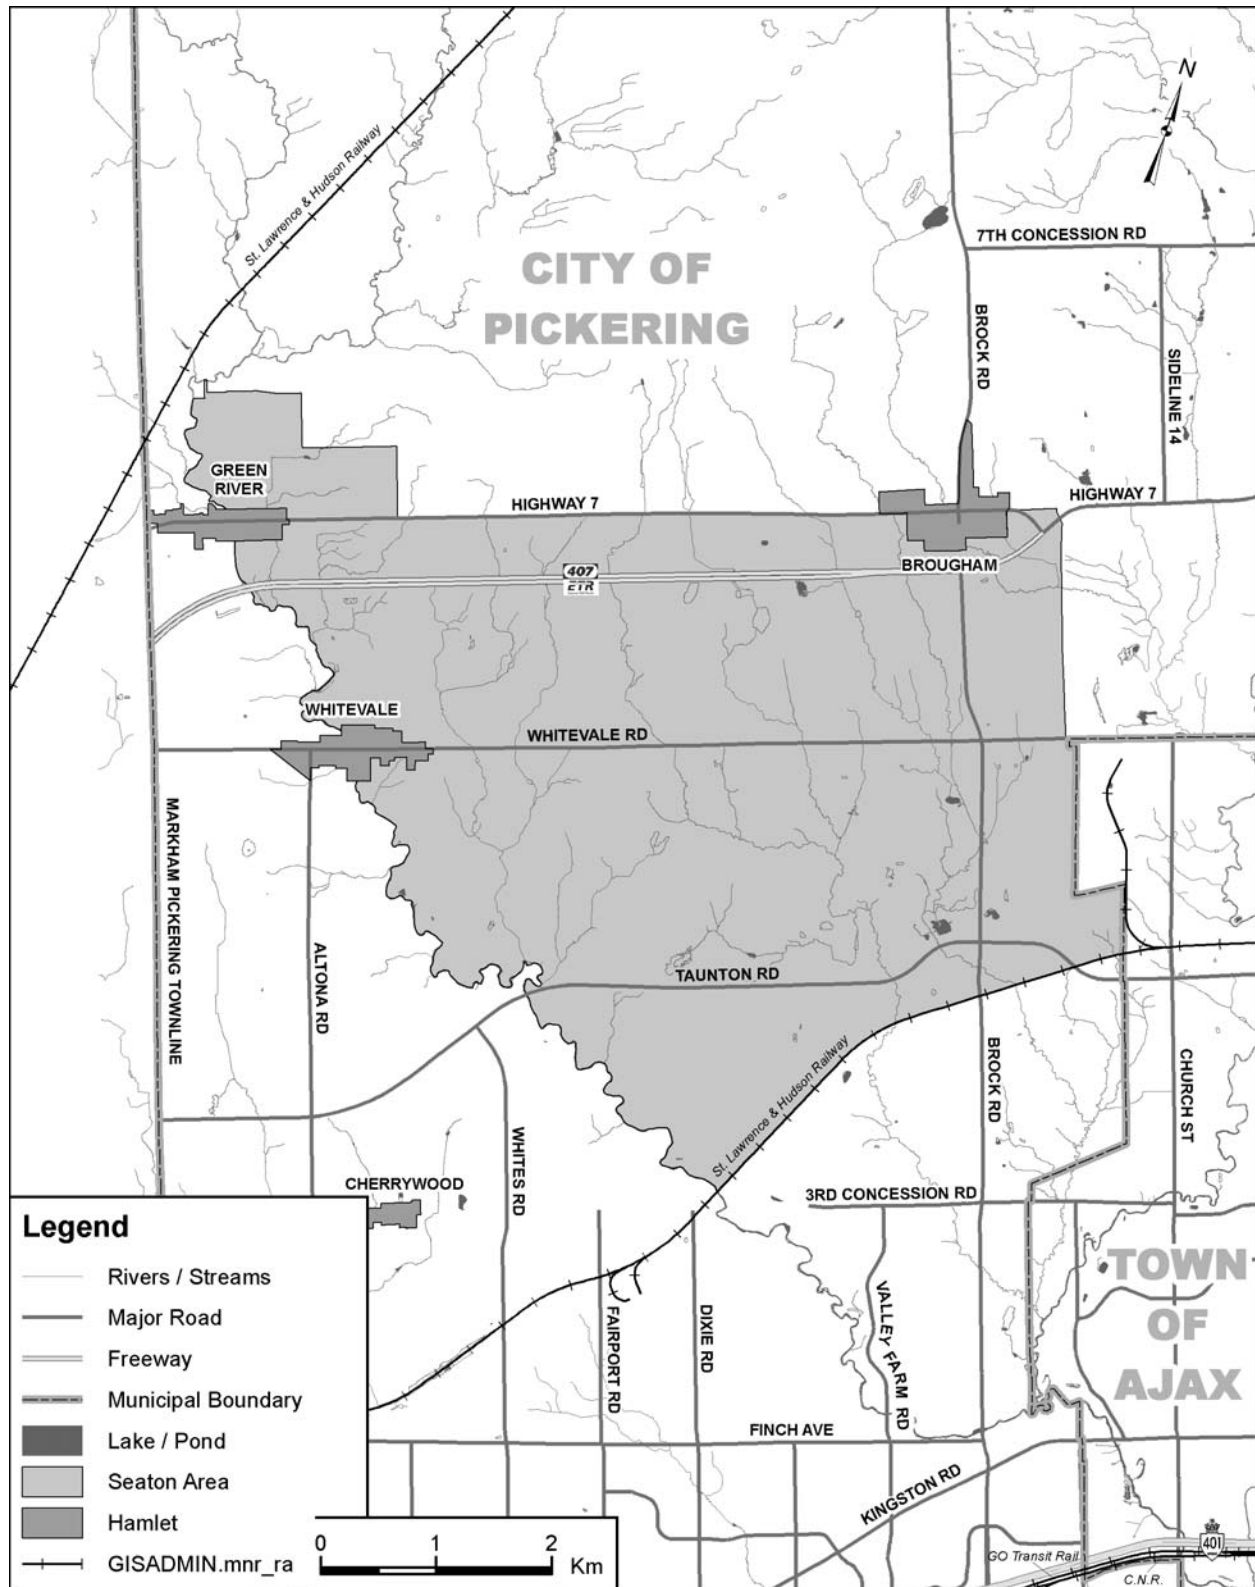 N
St. Lawrence & Hudson Railway
7TH CONCESSION RD
CITY OF
PICKERING
BROCK RD
SIDELINE 14
GREEN
RIVER
HIGHWAY 7
HIGHWAY 7
407
ETR
BROUGHAM
WHITEVALE
WHITEVALE RD
MARKHAM PICKERING TOWNLINE
ALTONA RD
TAUNTON RD
BROCK RD
CHURCH ST
St. Lawrence & Hudson Railway
WHITES RD
CHERRYWOOD
3RD CONCESSION RD
TOWN
OF
AJAX
FAIRPORT RD
DIXIE RD
VALLEY FARM RD
FINCH AVE
KINGSTON RD
401
GO Transit Rail
C.N.R.
Legend
Rivers / Streams
Major Road
Freeway
Municipal Boundary
Lake / Pond
Seaton Area
Hamlet
GISADMIN.mnr_ra
0 1 2
Km